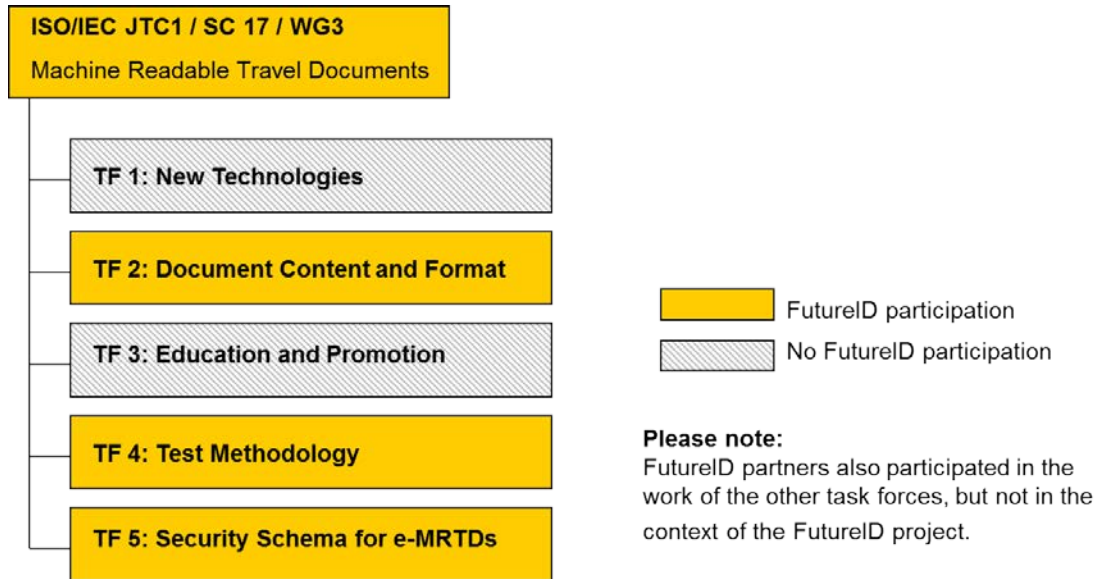 ISO/IEC JTC1 / SC 17 / WG3
Machine Readable Travel Documents
TF 1: New Technologies
TF 2: Document Content and Format
TF 3: Education and Promotion
TF 4: Test Methodology
TF 5: Security Schema for e-MRTDs
FutureID participation
No FutureID participation
Please note:
FutureID partners also participated in the
work of the other task forces, but not in the
context of the FutureID project.